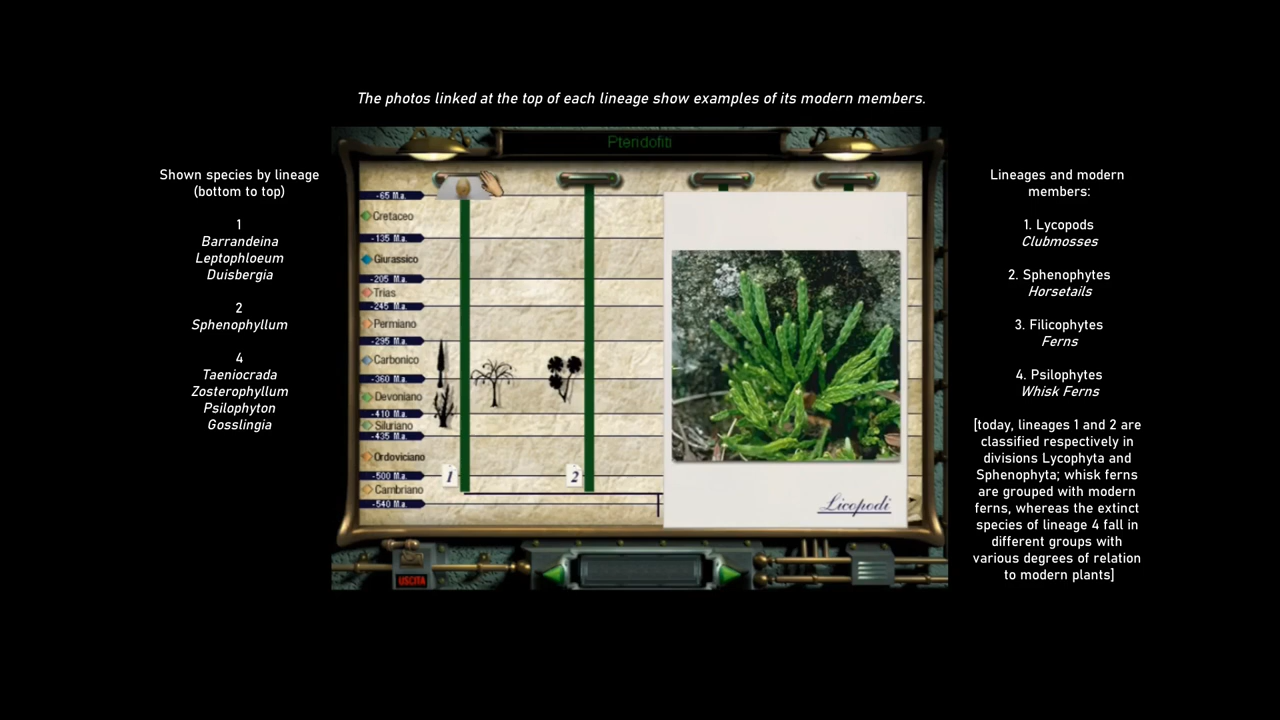 The photos linked at the top of each lineage show examples of its modern members.
Pteridofiti
Shown species by lineage
(bottom to top)
1
Barrandeina
Leptophloeum
Duisbergia
2
Sphenophyllum
4
Taeniocrada
Zosterophyllum
Psilophyton
Gosslingia
-65 M.a.
Cretaceo
-135 M.a.
Giurassico
-205 M.a.
Trias
-245 M.a.
Permiano
-295 M.a.
Carbonico
-360 M.a.
Devoniano
-410 M.a.
Siluriano
-435 M.a.
Ordoviciano
-500 M.a.
Cambriano
-540 M.a.
1
2
Licopodi
USCITA
Lineages and modern
members:
1. Lycopods
Clubmosses
2. Sphenophytes
Horsetails
3. Filicophytes
Ferns
4. Psilophytes
Whisk Ferns
[today, lineages 1 and 2 are
classified respectively in
divisions Lycophyta and
Sphenophyta; whisk ferns
are grouped with modern
ferns, whereas the extinct
species of lineage 4 fall in
different groups with
various degrees of relation
to modern plants]